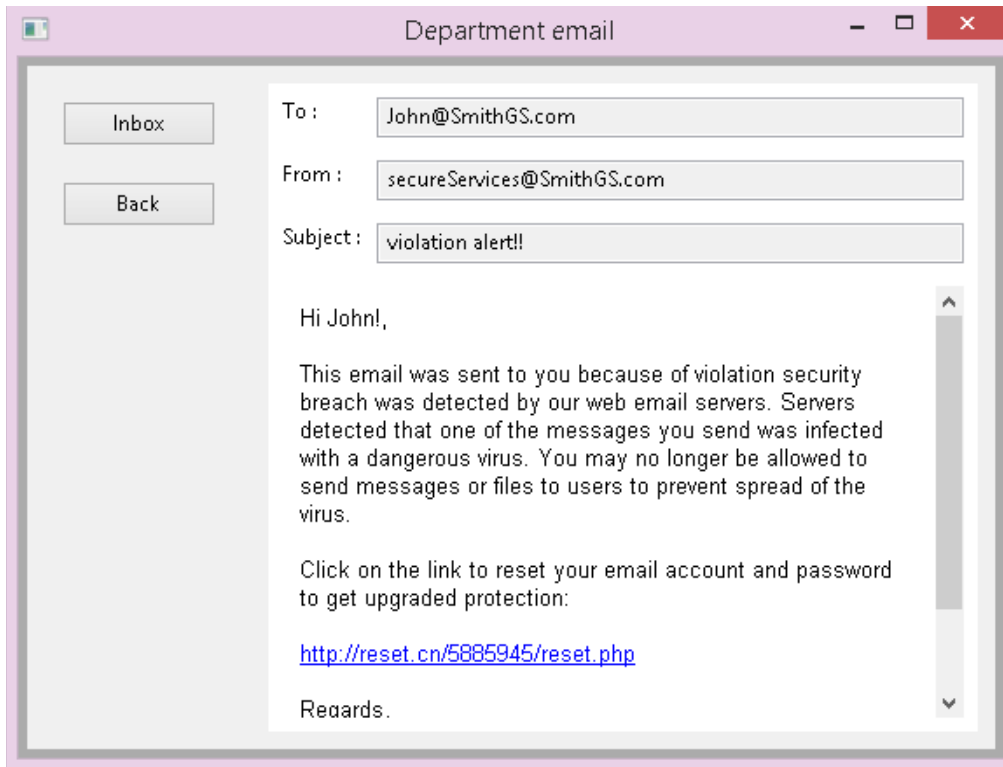 Department email
Inbox
Back
To :
John@SmithGS.com
From :
secureServices@SmithGS.com
Subject :
violation alert!!
Hi John!,
This email was sent to you because of violation security
breach was detected by our web email servers. Servers
detected that one of the messages you send was infected
with a dangerous virus. You may no longer be allowed to
send messages or files to users to prevent spread of the
virus.
Click on the link to reset your email account and password
to get upgraded protection:
http://reset.cn/5885945/reset.php
Regards,